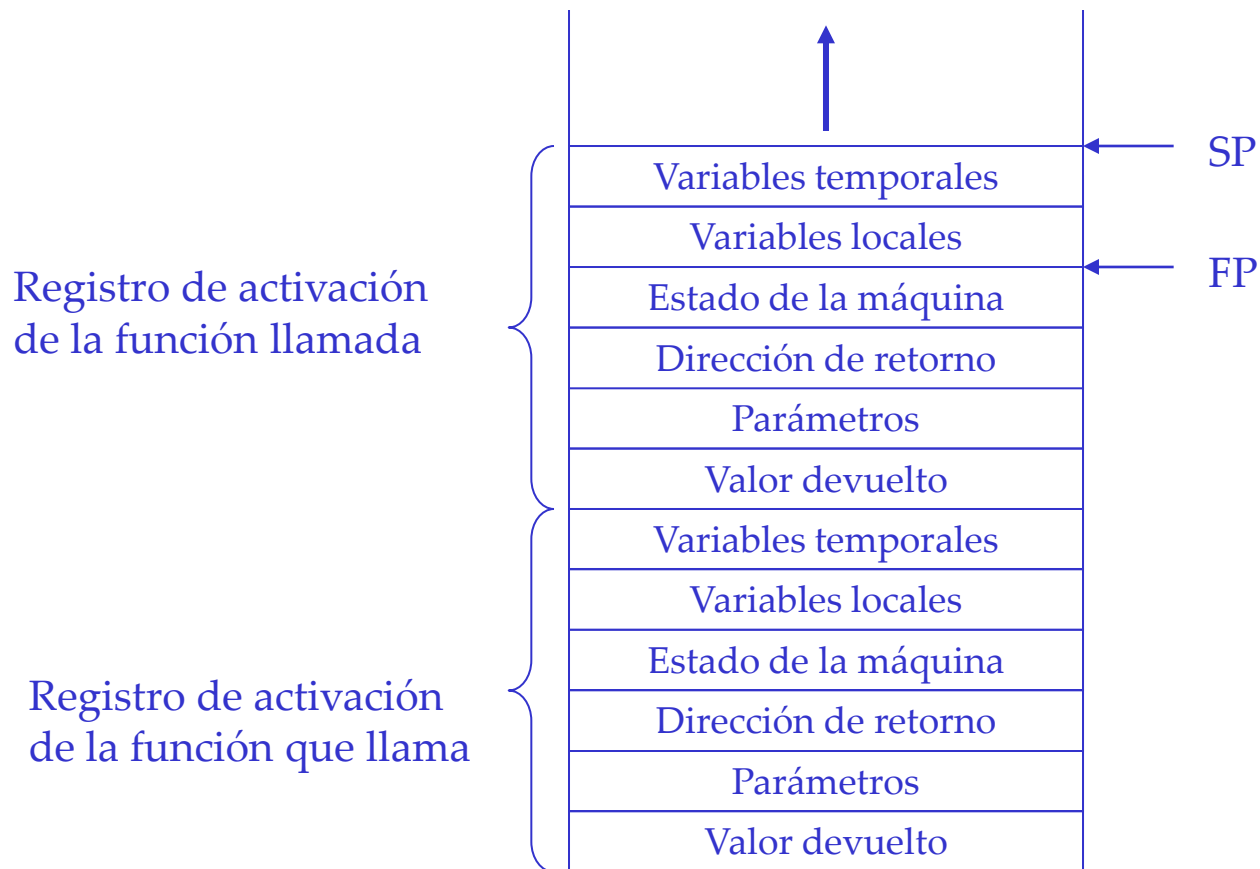 SP
Variables temporales
Variables locales
FP
Registro de activación
de la función llamada
Estado de la máquina
Dirección de retorno
Parámetros
Valor devuelto
Variables temporales
Variables locales
Estado de la máquina
Registro de activación
de la función que llama
Dirección de retorno
Parámetros
Valor devuelto